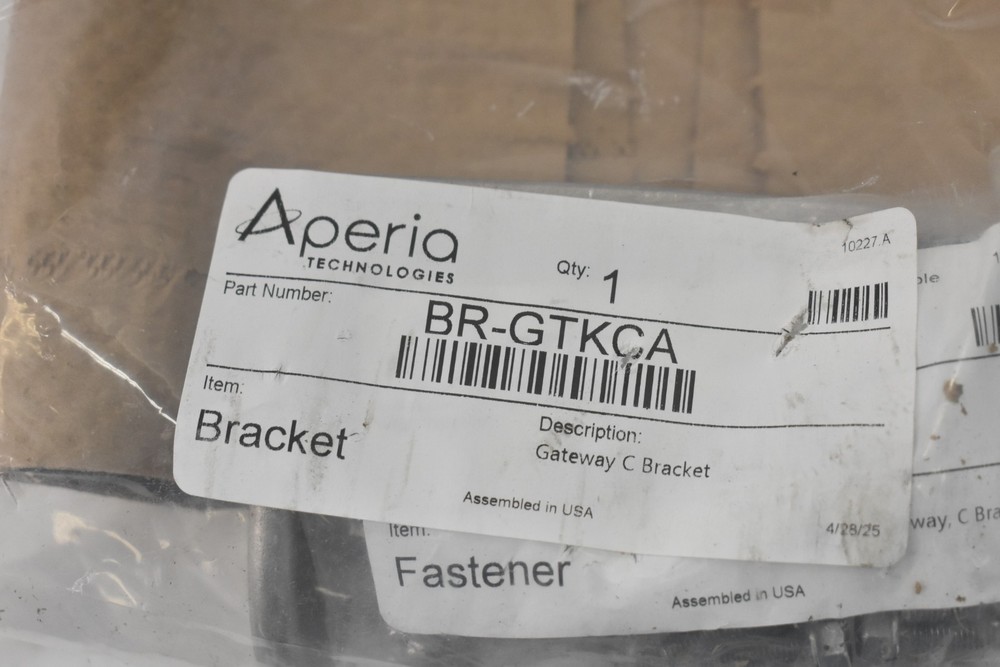 Aperia
TECHNOLOGIES
Qty: 1
10227.A
Part Number:
BR-GTKCA
Item:
Bracket
Description:
Gateway C Bracket
Assembled in USA
4/28/25
Item:
Fastener
way, C Bra
Assembled in USA